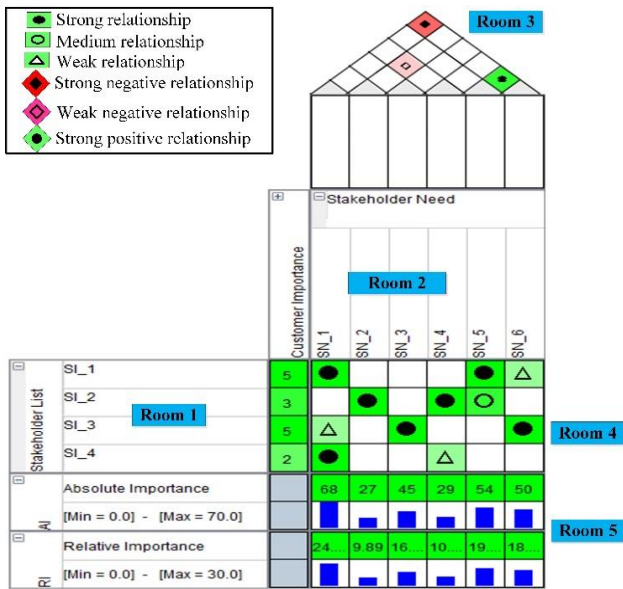 Strong relationship
Medium relationship
Weak relationship
Strong negative relationship
Weak negative relationship
Strong positive relationship
Room 3
Stakeholder Need
Customer Importance
Room 2
SN_1 SN_2 SN_3 SN_4 SN_5 SN_6
Stakeholder List
SI_1 5
SI_2 3
Room 1
SI_3 5
Room 4
SI_4 2
AI
Absolute Importance 68 27 45 29 54 50
[Min = 0.0] - [Max = 70.0]
Room 5
RI
Relative Importance 24.... 9.89 16.... 10.... 19.... 18....
[Min = 0.0] - [Max = 30.0]